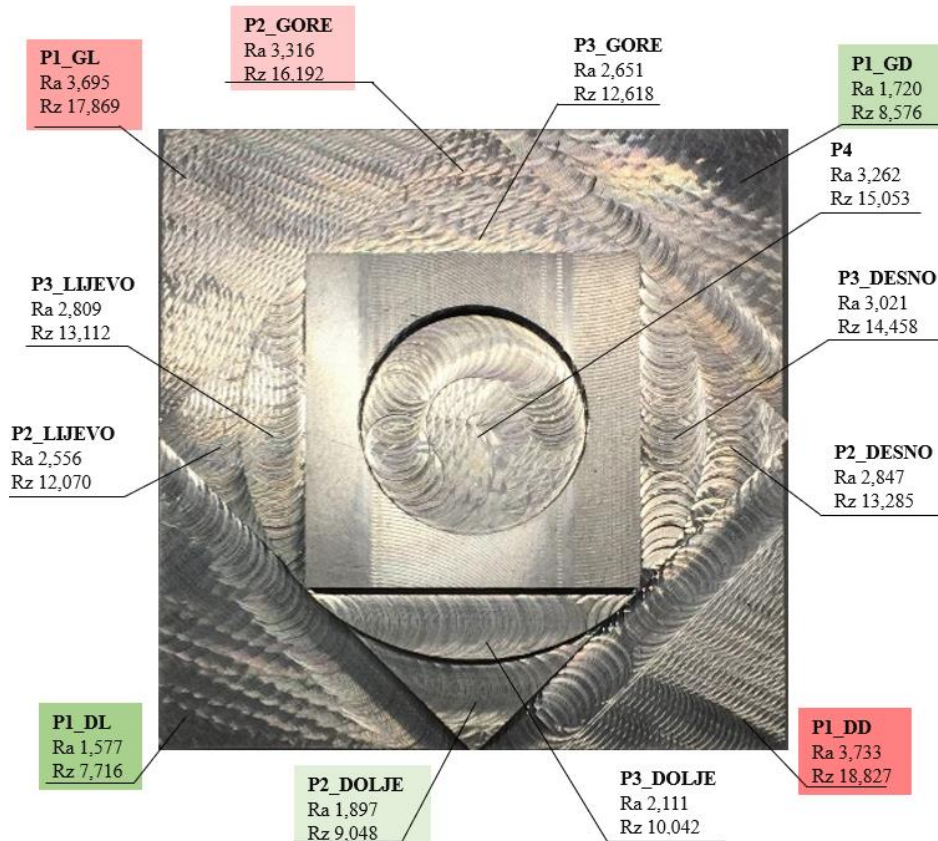 P2_GORE
Ra 3,316
Rz 16,192
P3_GORE
Ra 2,651
Rz 12,618
P1_GL
Ra 3,695
Rz 17,869
P1_GD
Ra 1,720
Rz 8,576
P4
Ra 3,262
Rz 15,053
P3_LIJEVO
Ra 2,809
Rz 13,112
P3_DESNO
Ra 3,021
Rz 14,458
P2_LIJEVO
Ra 2,556
Rz 12,070
P2_DESNO
Ra 2,847
Rz 13,285
P1_DL
Ra 1,577
Rz 7,716
P1_DD
Ra 3,733
Rz 18,827
P2_DOLJE
Ra 1,897
Rz 9,048
P3_DOLJE
Ra 2,111
Rz 10,042